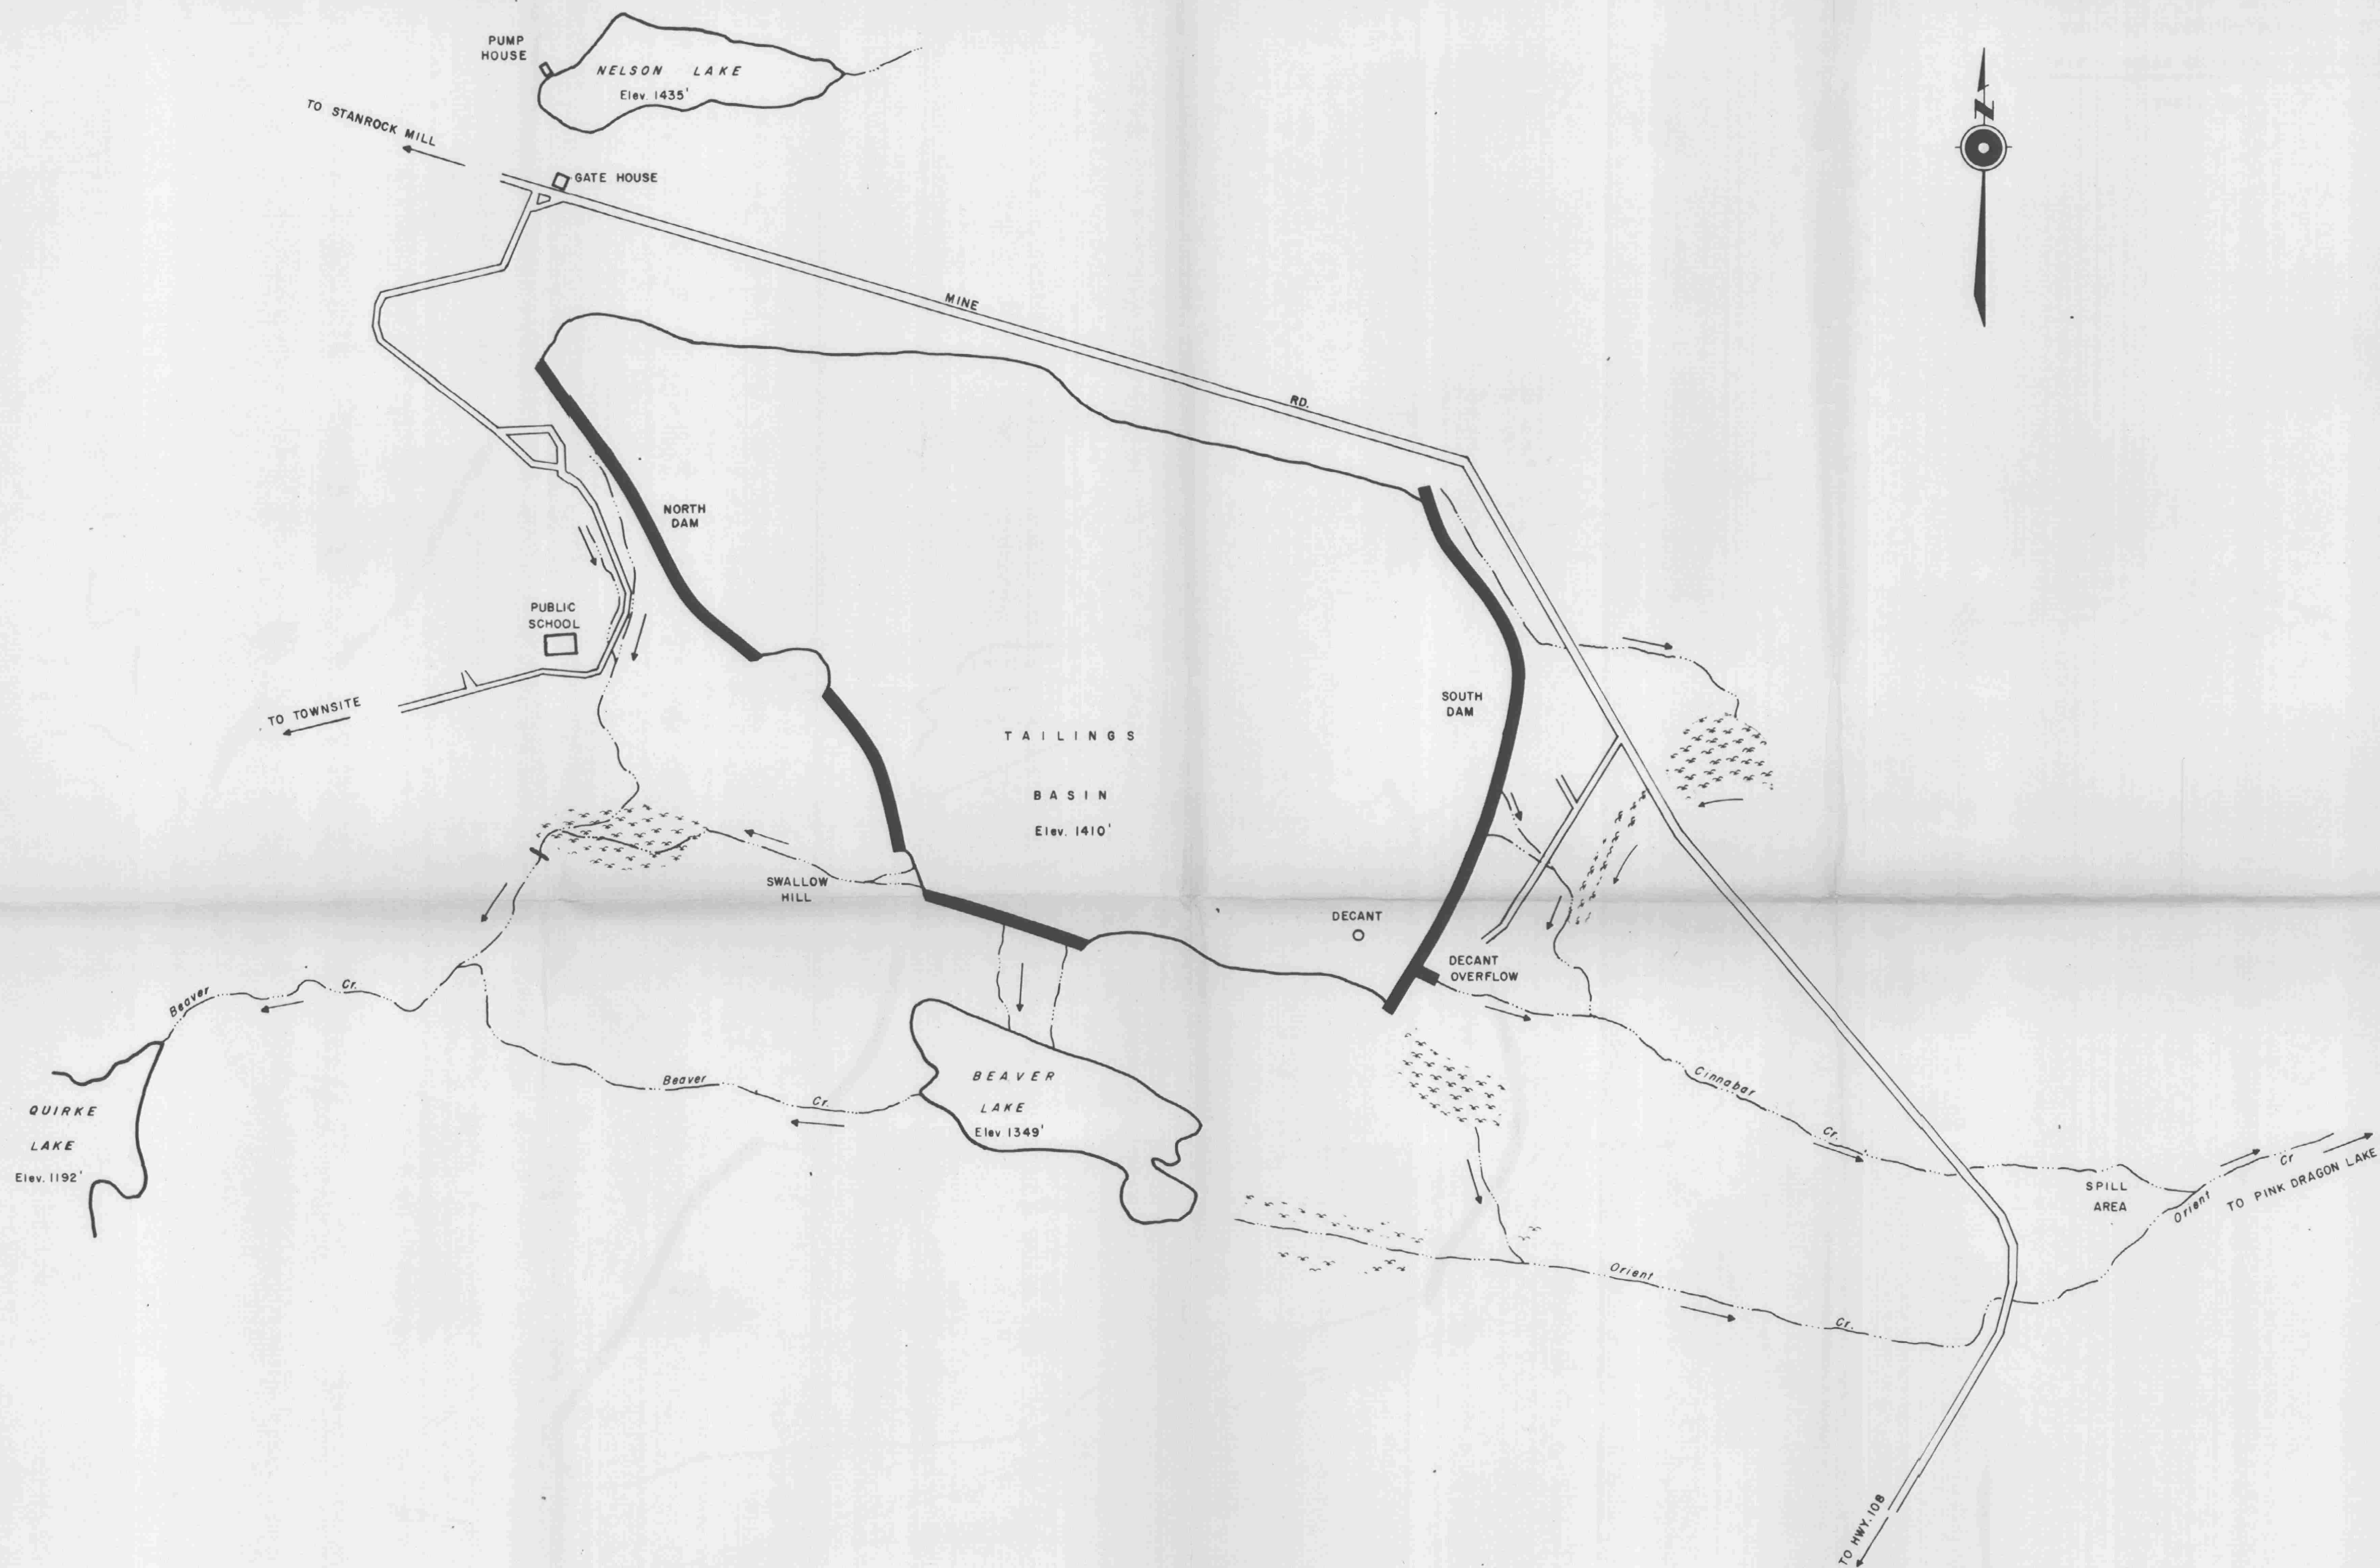 PUMP
HOUSE
NELSON LAKE
Elev. 1435'
N
TO STANROCK MILL
GATE HOUSE
MINE
RD.
NORTH
DAM
PUBLIC
SCHOOL
TO TOWNSITE
SOUTH
DAM
TAILINGS
BASIN
Elev. 1410'
SWALLOW
HILL
DECANT
DECANT
OVERFLOW
Beaver
Cr.
QUIRKE
LAKE
Elev. 1192'
Beaver
Cr.
BEAVER
LAKE
Elev 1349'
Cinnabar
Cr.
SPILL
AREA
Orient
Cr
TO PINK DRAGON LAKE
Orient
Cr.
TO HWY. 108